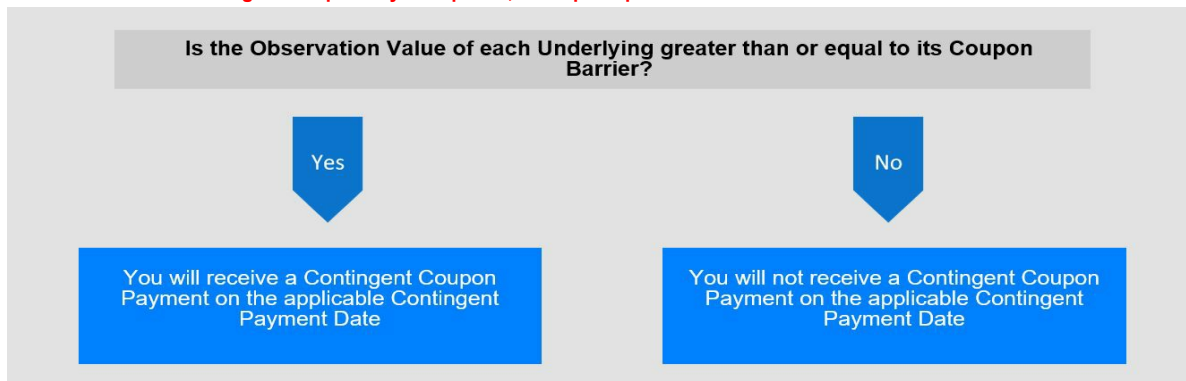 Is the Observation Value of each Underlying greater than or equal to its Coupon
Barrier?
Yes
No
You will receive a Contingent Coupon
Payment on the applicable Contingent
Payment Date
You will not receive a Contingent Coupon
Payment on the applicable Contingent
Payment Date